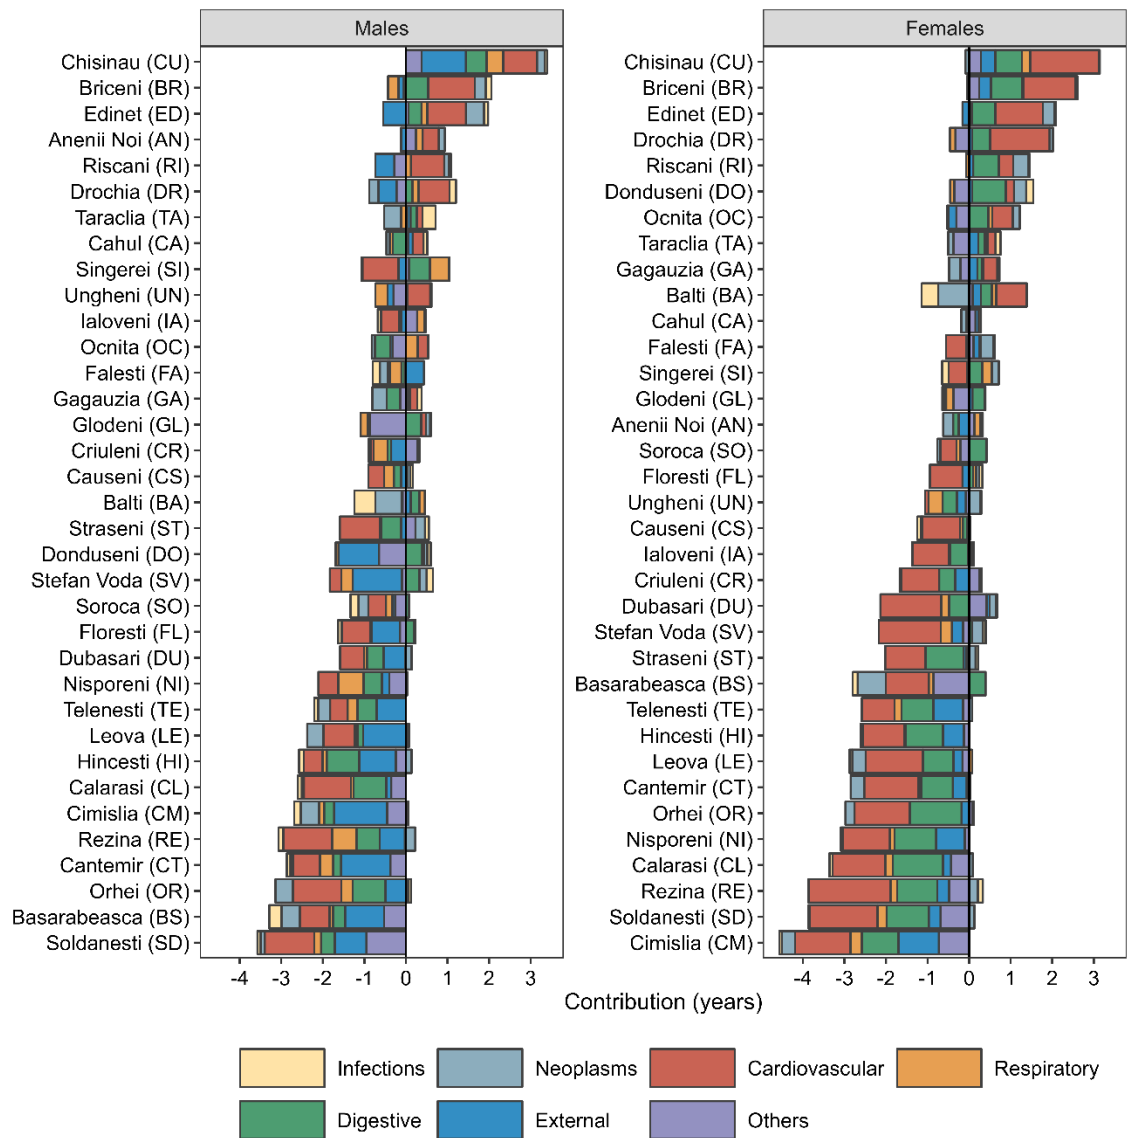 Males
Chisinau (CU)
Briceni (BR)
Edinet (ED)
Anenii Noi (AN)
Riscani (RI)
Drochia (DR)
Taraclia (TA)
Cahul (CA)
Singerei (SI)
Ungheni (UN)
Ialoveni (IA)
Ocnita (OC)
Falesti (FA)
Gagauzia (GA)
Glodeni (GL)
Criuleni (CR)
Causeni (CS)
Balti (BA)
Straseni (ST)
Donduseni (DO)
Stefan Voda (SV)
Soroca (SO)
Floresti (FL)
Dubasari (DU)
Nisporeni (NI)
Telenesti (TE)
Leova (LE)
Hincesti (HI)
Calarasi (CL)
Cimislia (CM)
Rezina (RE)
Cantemir (CT)
Orhei (OR)
Basarabeasca (BS)
Soldanesti (SD)
-4 -3 -2 -1 0 1 2 3
Females
Chisinau (CU)
Briceni (BR)
Edinet (ED)
Drochia (DR)
Riscani (RI)
Donduseni (DO)
Ocnita (OC)
Taraclia (TA)
Gagauzia (GA)
Balti (BA)
Cahul (CA)
Falesti (FA)
Singerei (SI)
Glodeni (GL)
Anenii Noi (AN)
Soroca (SO)
Floresti (FL)
Ungheni (UN)
Causeni (CS)
Ialoveni (IA)
Criuleni (CR)
Dubasari (DU)
Stefan Voda (SV)
Straseni (ST)
Basarabeasca (BS)
Telenesti (TE)
Hincesti (HI)
Leova (LE)
Cantemir (CT)
Orhei (OR)
Nisporeni (NI)
Calarasi (CL)
Rezina (RE)
Soldanesti (SD)
Cimislia (CM)
-4 -3 -2 -1 0 1 2 3
Contribution (years)
Infections Neoplasms Cardiovascular Respiratory
Digestive External Others